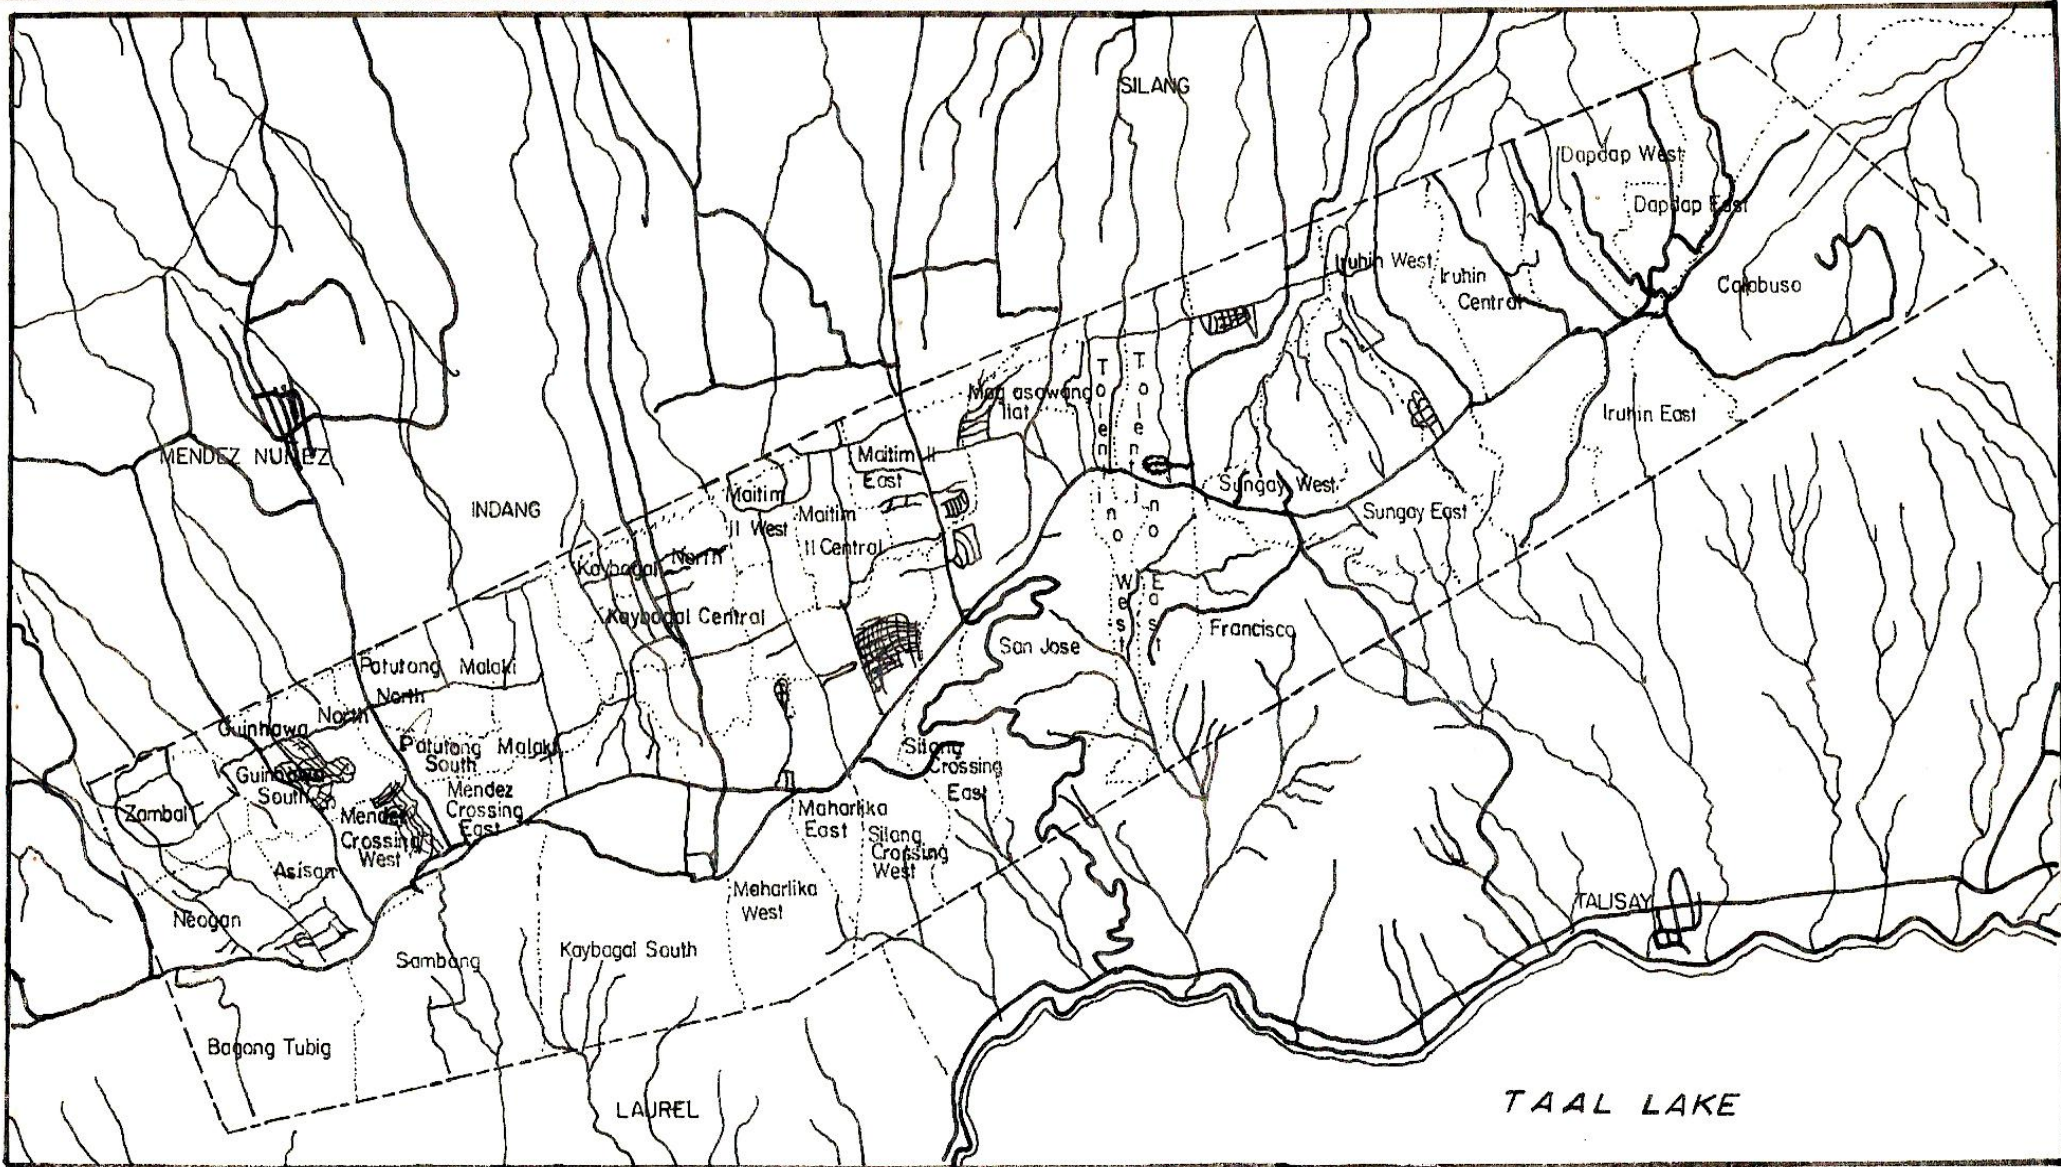 SILANG
Dapdap West
Dapdap East
Iruhin West
Iruhin
Central
Calabuso
Tolentino West
Tolentino East
Mag asawang
Ilat
Iruhin East
MENDEZ NUÑEZ
Maitim II
East
Sungay West
Maitim
II West
INDANG
Maitim
II Central
Sungay East
Kaybagal North
Kaybagal Central
Francisco
San Jose
Patutong Malaki
North
Guinhawa North
Patutong Malaki
South
Silang
Crossing
East
Guinhawa
South
Mendez
Crossing
East
Zambal
Mendez
Crossing
West
Maharlika
East
Silang
Crossing
West
Asisan
Maharlika
West
TALISAY
Neogan
Kaybagal South
Sambong
Bagong Tubig
TAAL LAKE
LAUREL